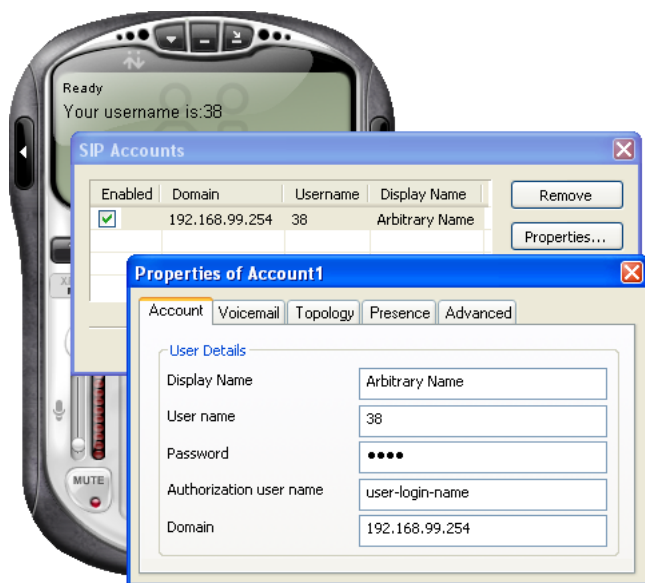 Ready
Your username is:38
SIP Accounts
Enabled Domain Username Display Name
192.168.99.254 38 Arbitrary Name
Remove
Properties...
Properties of Account1
Account Voicemail Topology Presence Advanced
User Details
Display Name Arbitrary Name
User name 38
Password ••••
Authorization user name user-login-name
Domain 192.168.99.254
MUTE